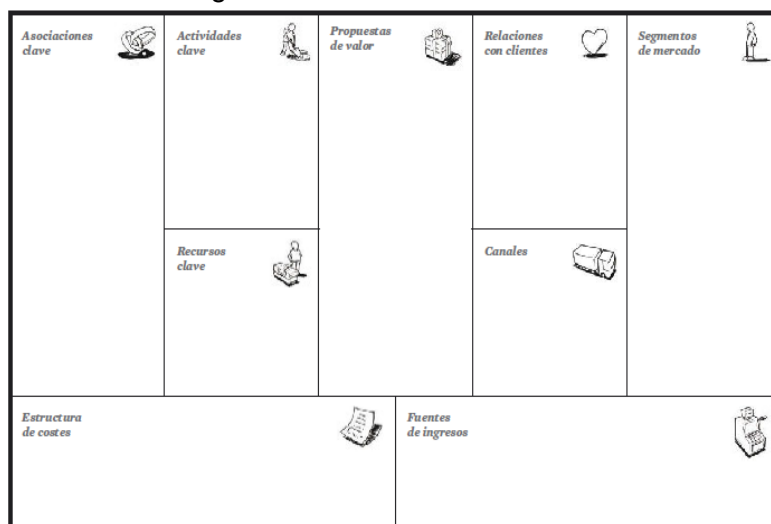 Asociaciones
clave
Actividades
clave
Propuestas
de valor
Relaciones
con clientes
Segmentos
de mercado
Recursos
clave
Canales
Estructura
de costes
Fuentes
de ingresos